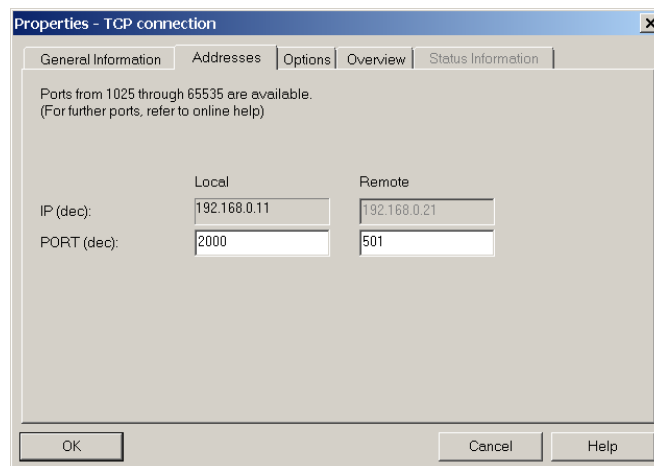 Properties - TCP connection
General Information Addresses Options Overview Status Information
Ports from 1025 through 65535 are available.
(For further ports, refer to online help)
Local Remote
IP (dec): 192.168.0.11 192.168.0.21
PORT (dec): 2000 501
OK Cancel Help